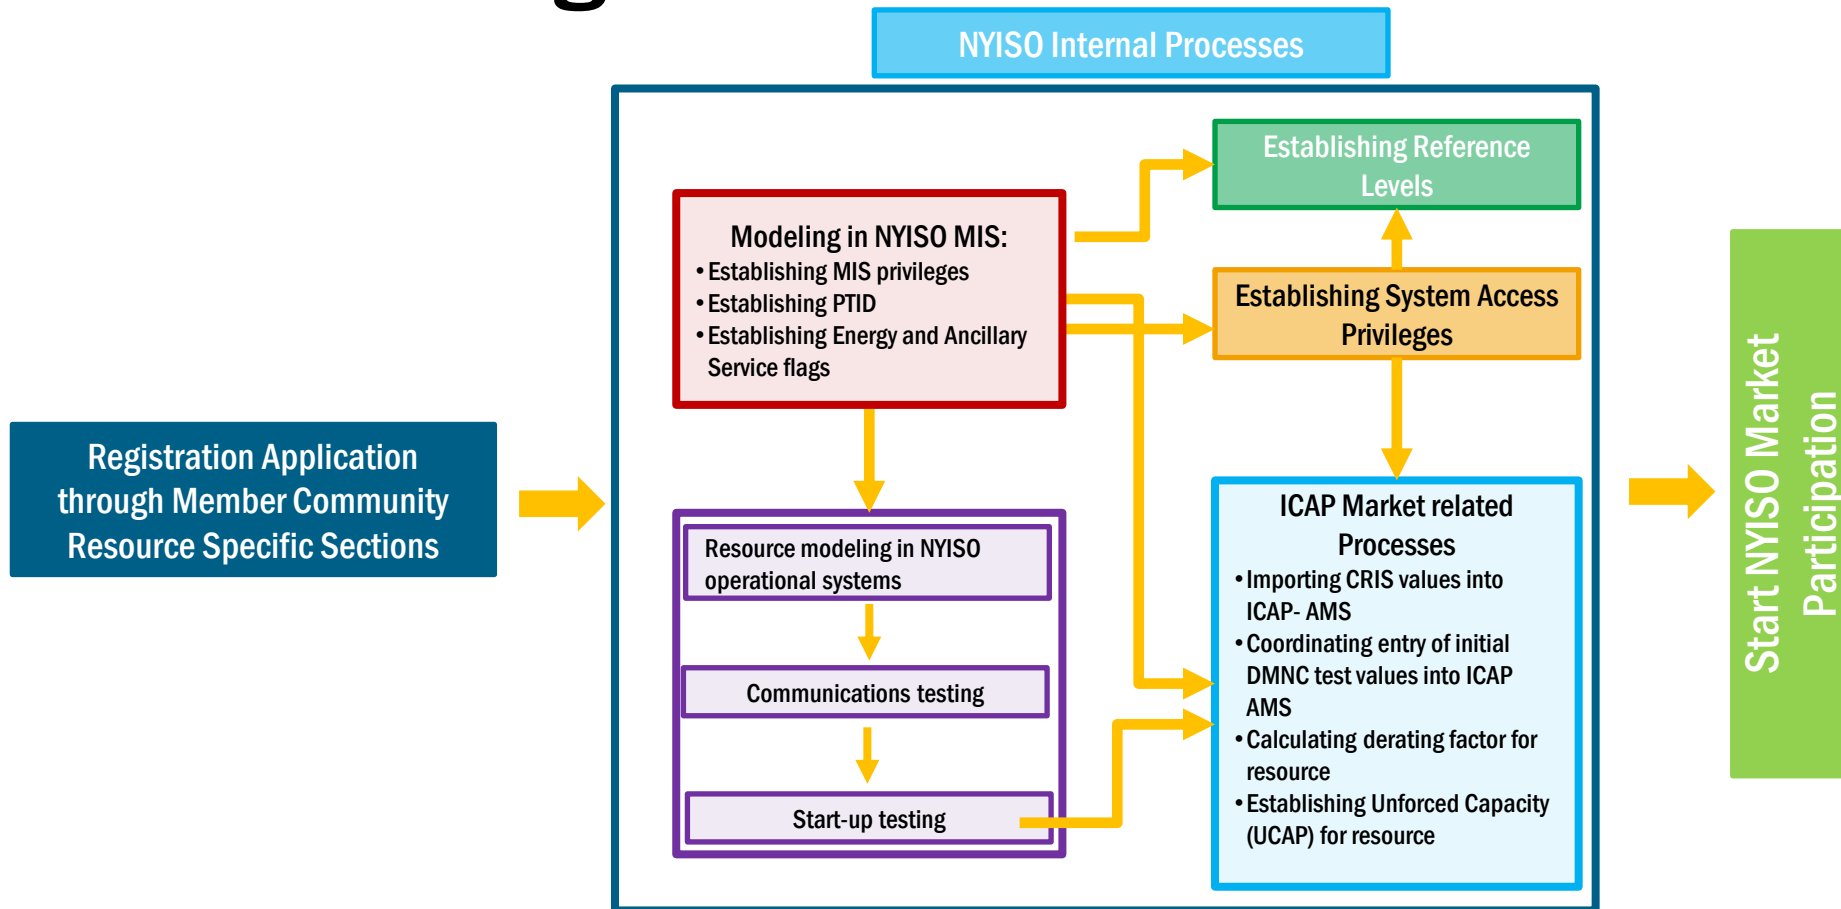 NYISO Internal Processes
Establishing Reference
Levels
Modeling in NYISO MIS:
• Establishing MIS privileges
• Establishing PTID
• Establishing Energy and Ancillary
Service flags
Establishing System Access
Privileges
Registration Application
through Member Community
Resource Specific Sections
Resource modeling in NYISO
operational systems
Communications testing
Start-up testing
ICAP Market related
Processes
• Importing CRIS values into
ICAP- AMS
• Coordinating entry of initial
DMNC test values into ICAP
AMS
• Calculating derating factor for
resource
• Establishing Unforced Capacity
(UCAP) for resource
Start NYISO Market
Participation